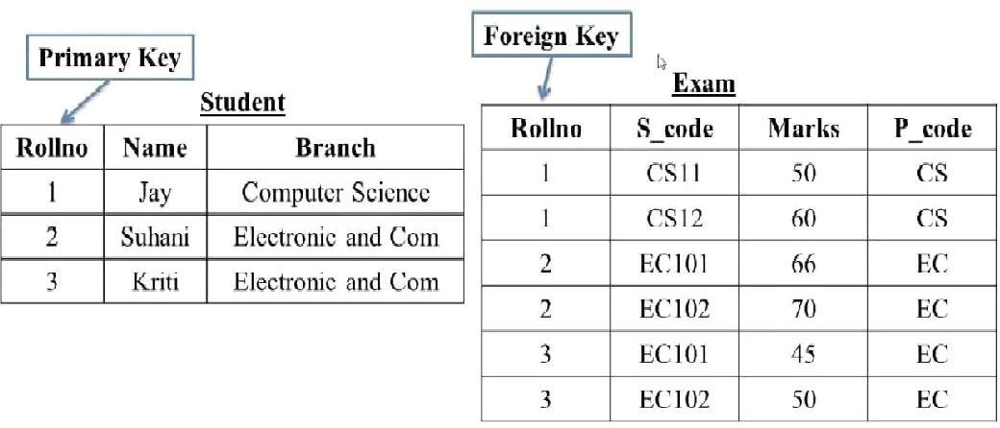 Primary Key
Student
Rollno Name Branch
1 Jay Computer Science
2 Suhani Electronic and Com
3 Kriti Electronic and Com
Foreign Key
Exam
Rollno S_code Marks P_code
1 CS11 50 CS
1 CS12 60 CS
2 EC101 66 EC
2 EC102 70 EC
3 EC101 45 EC
3 EC102 50 EC